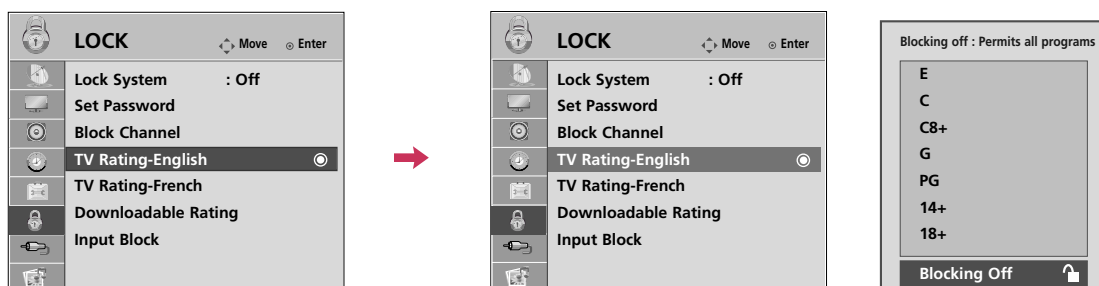 LOCK
Move
Enter
Lock System : Off
Set Password
Block Channel
TV Rating-English
TV Rating-French
Downloadable Rating
Input Block
LOCK
Move
Enter
Lock System : Off
Set Password
Block Channel
TV Rating-English
TV Rating-French
Downloadable Rating
Input Block
Blocking off : Permits all programs
E
C
C8+
G
PG
14+
18+
Blocking Off